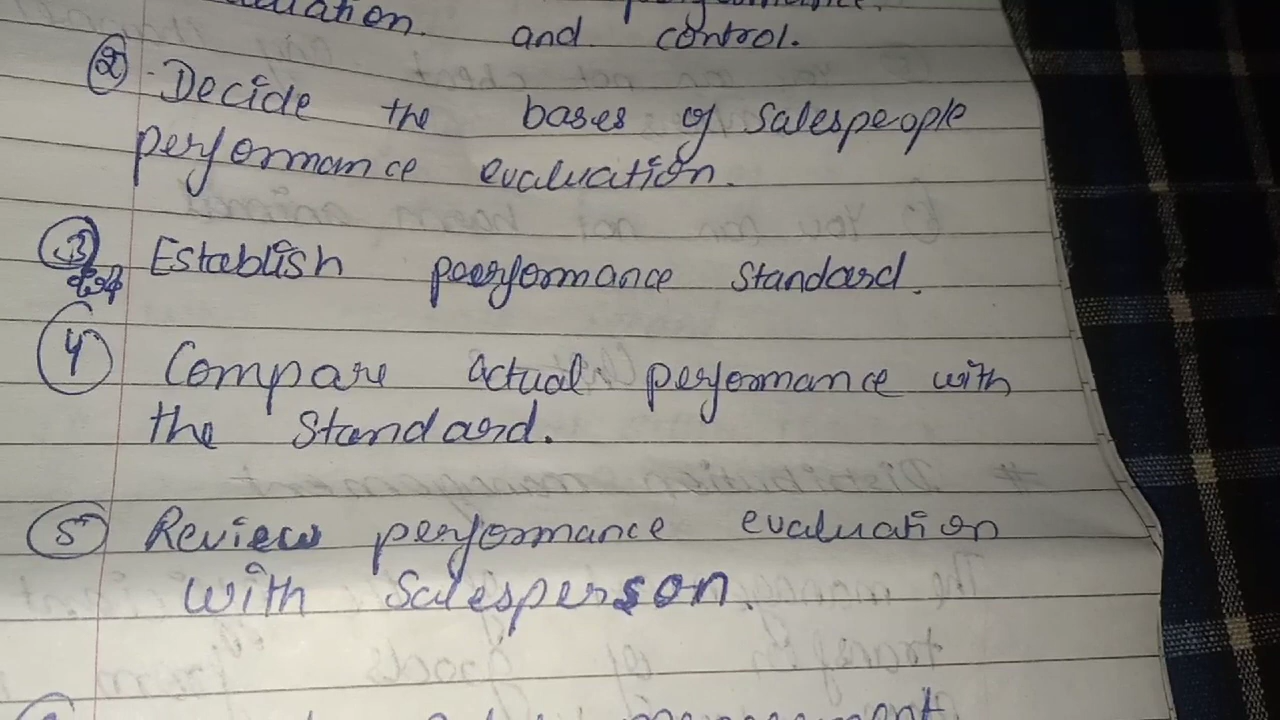 and control.
② Decide the bases of salespeople
performance evaluation.
③ Establish performance standard.
④ Compare actual performance with
the standard.
⑤ Review performance evaluation
with salesperson.